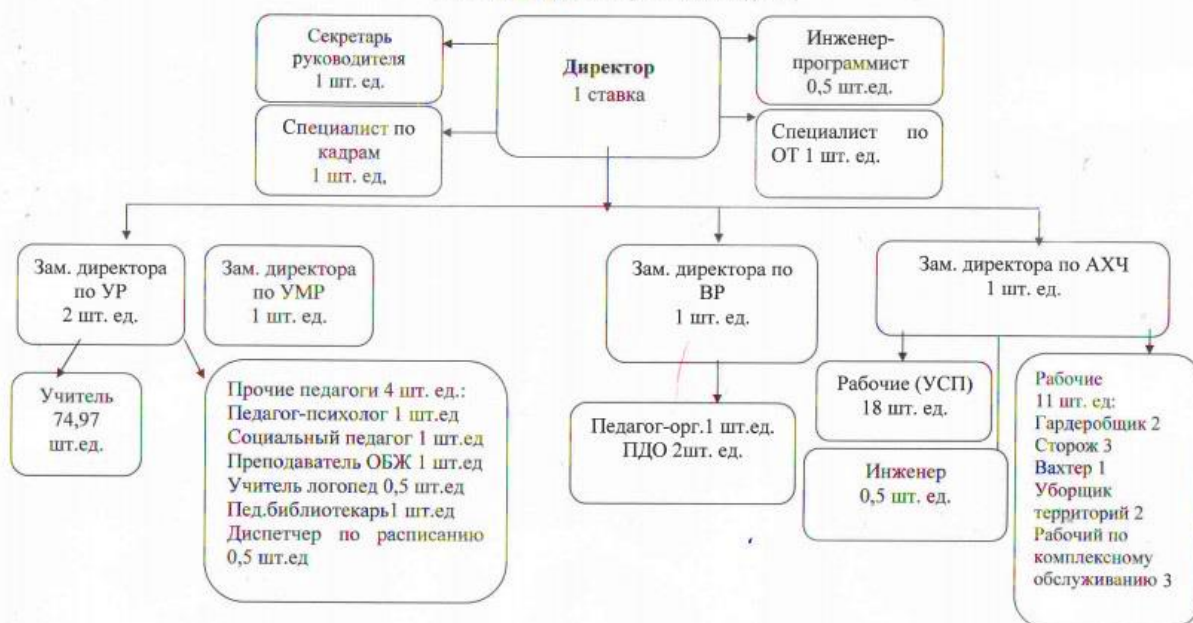 Секретарь
руководителя
1 шт. ед.
Директор
1 ставка
Инженер-
программист
0,5 шт.ед.
Специалист по
кадрам
1 шт. ед,
Специалист по
ОТ 1 шт. ед.
Зам. директора
по УР
2 шт. ед.
Зам. директора
по УМР
1 шт. ед.
Зам. директора по
ВР
1 шт. ед.
Зам. директора по АХЧ
1 шт. ед.
Учитель
74,97
шт.ед.
Прочие педагоги 4 шт. ед.:
Педагог-психолог 1 шт.ед
Социальный педагог 1 шт.ед
Преподаватель ОБЖ 1 шт.ед
Учитель логопед 0,5 шт.ед
Пед.библиотекарь1 шт.ед
Диспетчер по расписанию
0,5 шт.ед
Педагог-орг.1 шт.ед.
ПДО 2шт. ед.
Рабочие (УСП)
18 шт. ед.
Инженер
0,5 шт. ед.
Рабочие
11 шт. ед:
Гардеробщик 2
Сторож 3
Вахтер 1
Уборщик
территорий 2
Рабочий по
комплексному
обслуживанию 3